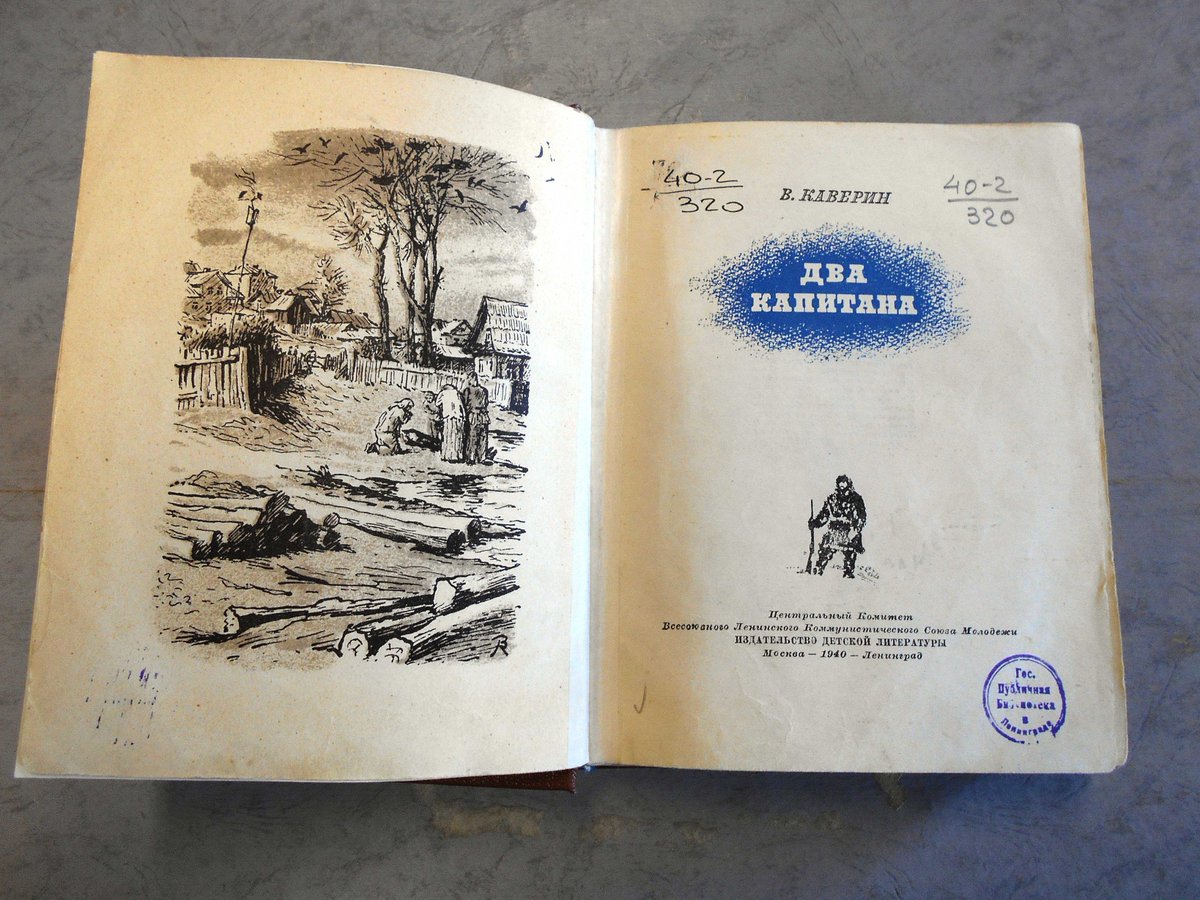 40-2
320
В. КАВЕРИН
40-2
320
ДВА
КАПИТАНА
Центральный Комитет
Всесоюзного Ленинского Коммунистического Союза Молодежи
ИЗДАТЕЛЬСТВО ДЕТСКОЙ ЛИТЕРАТУРЫ
Москва — 1940 — Ленинград
Гос.
Публичная
Библиотека
в
Ленинграде